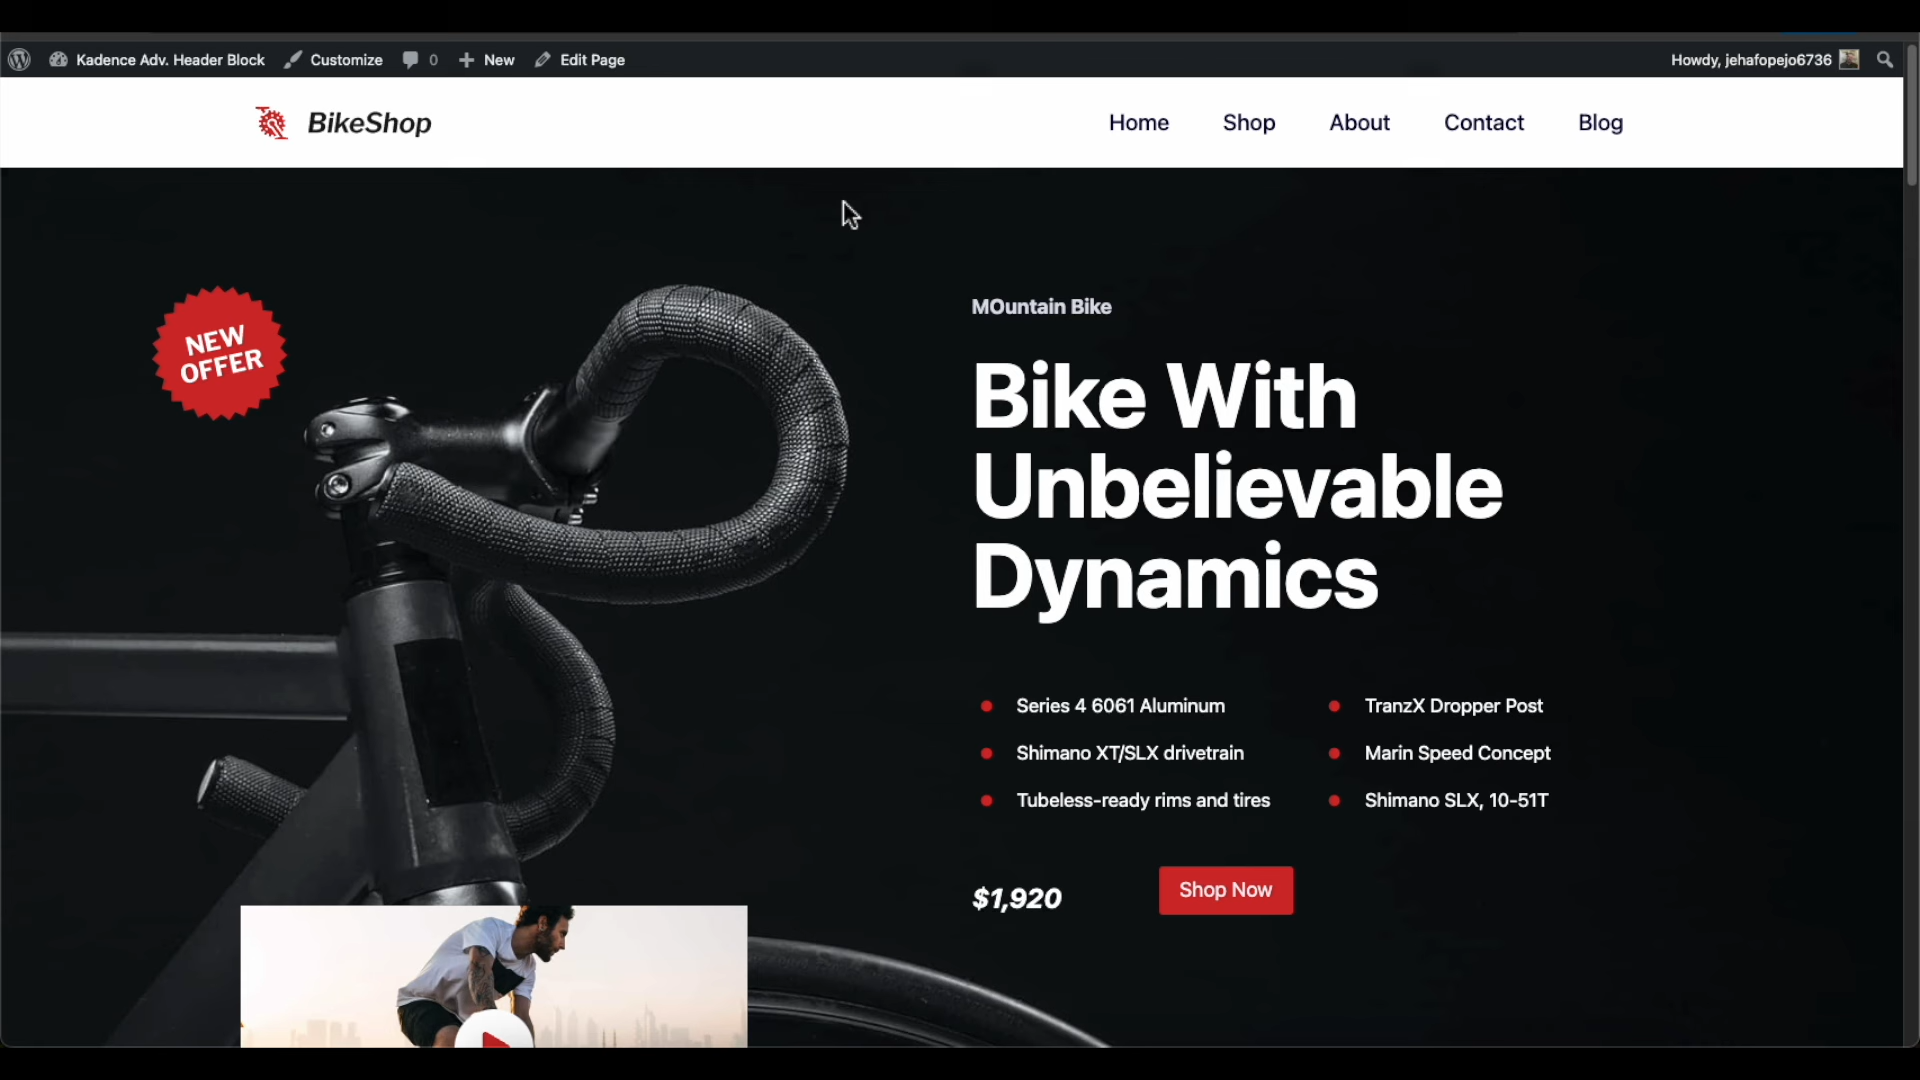 Kadence Adv. Header Block Customize 0 New Edit Page Howdy, jehafopejo6736
BikeShop Home Shop About Contact Blog
NEW
OFFER
MOuntain Bike
Bike With
Unbelievable
Dynamics
Series 4 6061 Aluminum
Shimano XT/SLX drivetrain
Tubeless-ready rims and tires
TranzX Dropper Post
Marin Speed Concept
Shimano SLX, 10-51T
$1,920 Shop Now